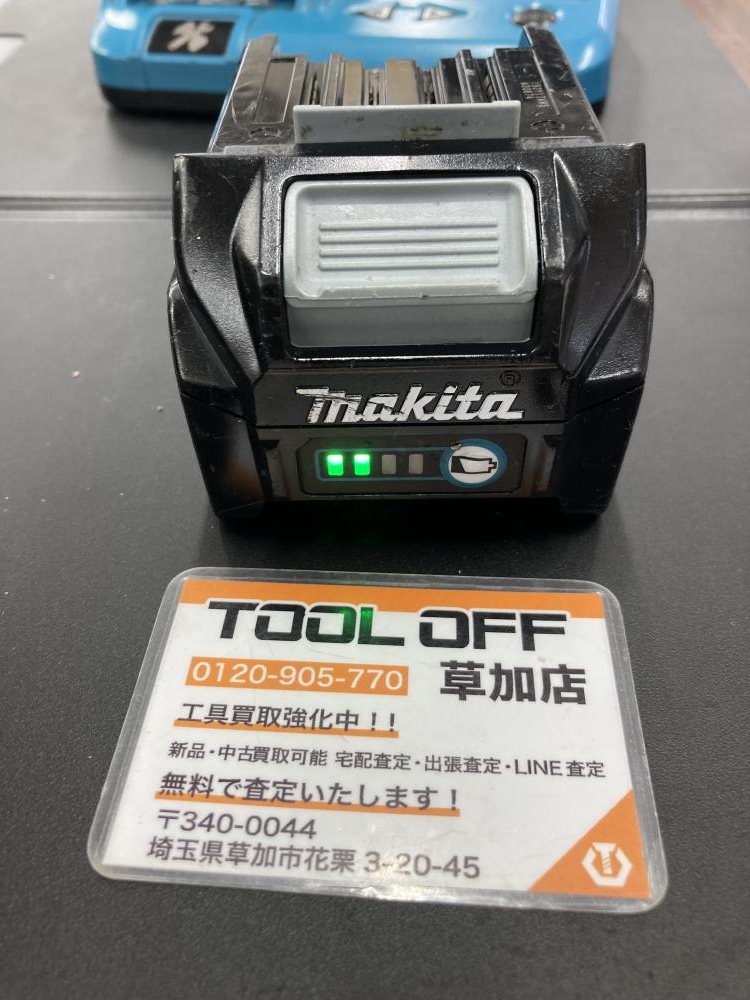 makita®
TOOL OFF
0120-905-770 草加店
工具買取強化中！！
新品・中古買取可能 宅配査定・出張査定・LINE査定
無料で査定いたします！
〒340-0044
埼玉県草加市花栗 3-20-45